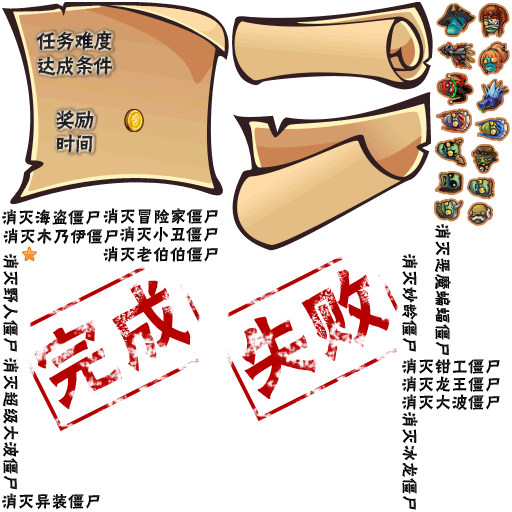 任务难度
达成条件
奖励
时间
消灭海盗僵尸
消灭冒险家僵尸
消灭木乃伊僵尸
消灭小丑僵尸
消灭老伯伯僵尸
消灭恶魔蝙蝠僵尸
消灭野人僵尸
消灭妙龄僵尸
完成
失败
消灭超级大波僵尸
消灭钳工僵尸
消灭龙王僵尸
消灭大波僵尸
消灭冰龙僵尸
消灭异装僵尸